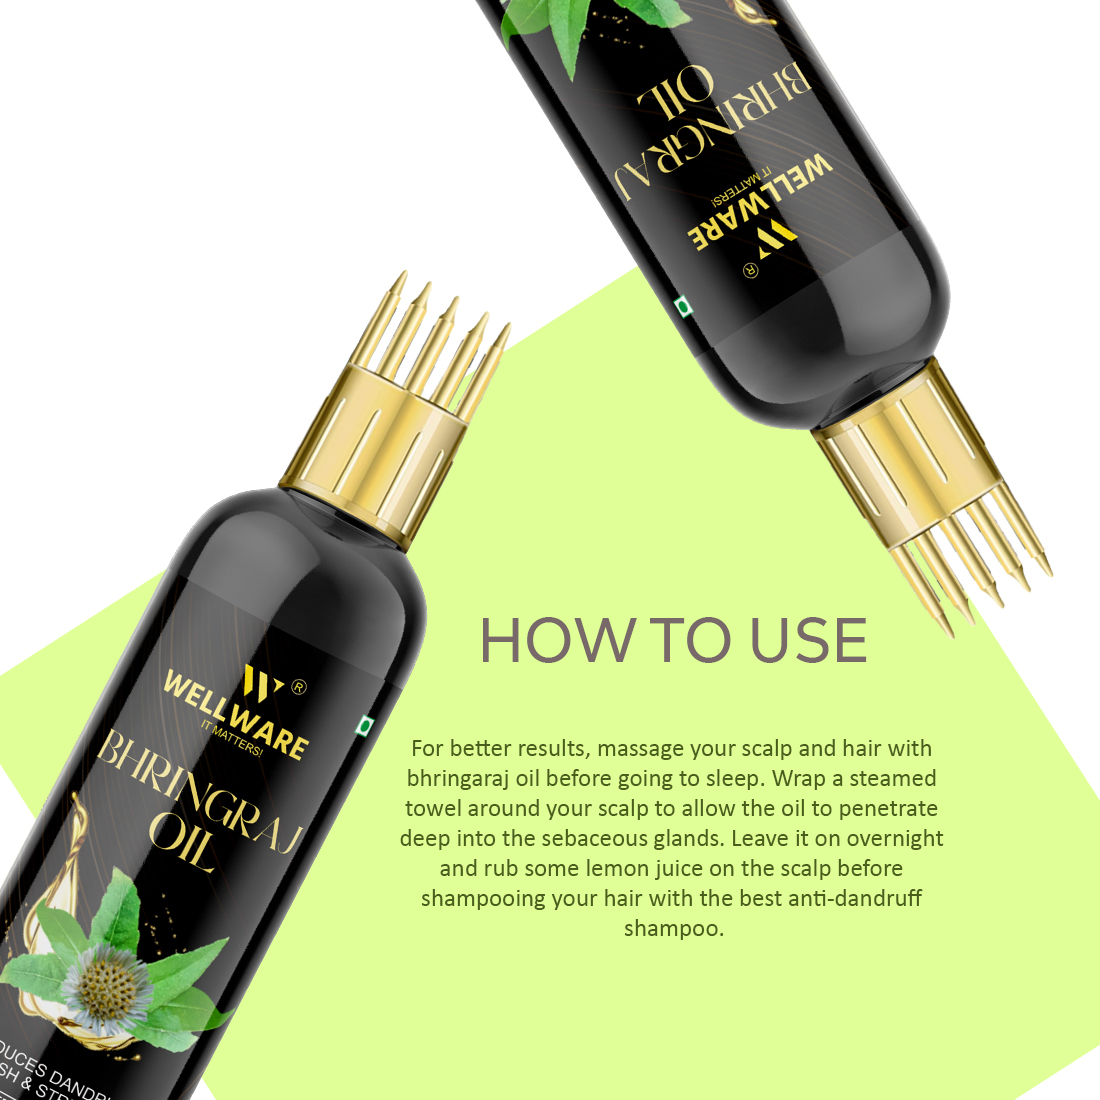 OIL
BHRINGRAJ
IT MATTERS!
WELLWARE
®
HOW TO USE
For better results, massage your scalp and hair with
bhringaraj oil before going to sleep. Wrap a steamed
towel around your scalp to allow the oil to penetrate
deep into the sebaceous glands. Leave it on overnight
and rub some lemon juice on the scalp before
shampooing your hair with the best anti-dandruff
shampoo.
®
WELLWARE
IT MATTERS!
BHRINGRAJ
OIL